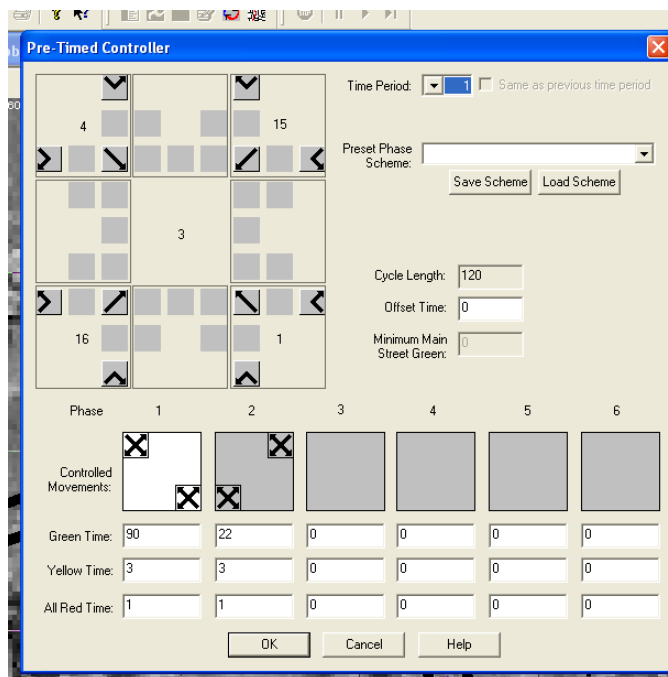 Pre-Timed Controller
Time Period: 1 Same as previous time period
4
15
Preset Phase
Scheme:
Save Scheme Load Scheme
3
Cycle Length: 120
Offset Time: 0
Minimum Main
Street Green: 0
16
1
Phase 1 2 3 4 5 6
Controlled
Movements:
Green Time: 90 22 0 0 0 0
Yellow Time: 3 3 0 0 0 0
All Red Time: 1 1 0 0 0 0
OK Cancel Help